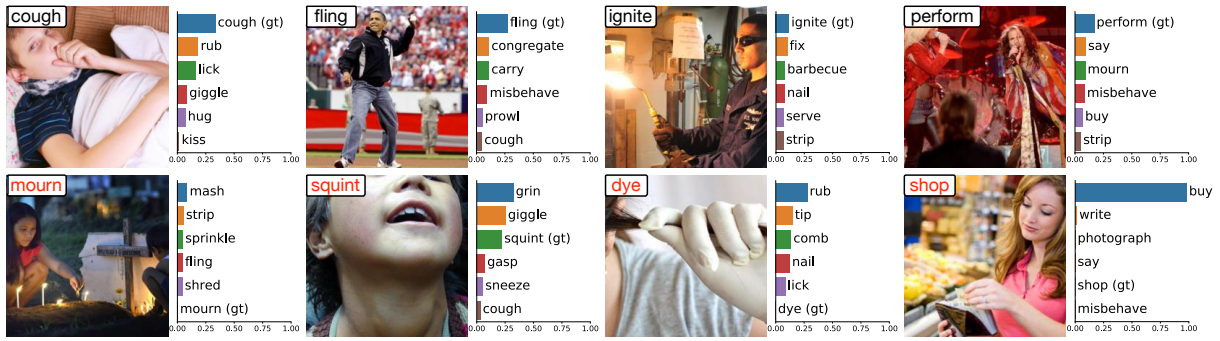 cough
cough (gt)
rub
lick
giggle
hug
kiss
0.00 0.25 0.50 0.75 1.00
fling
fling (gt)
congregate
carry
misbehave
prowl
cough
0.00 0.25 0.50 0.75 1.00
ignite
ignite (gt)
fix
barbecue
nail
serve
strip
0.00 0.25 0.50 0.75 1.00
perform
perform (gt)
say
mourn
misbehave
buy
strip
0.00 0.25 0.50 0.75 1.00
mourn
mash
strip
sprinkle
fling
shred
mourn (gt)
0.00 0.25 0.50 0.75 1.00
squint
grin
giggle
squint (gt)
gasp
sneeze
cough
0.00 0.25 0.50 0.75 1.00
dye
rub
tip
comb
nail
lick
dye (gt)
0.00 0.25 0.50 0.75 1.00
shop
buy
write
photograph
say
shop (gt)
misbehave
0.00 0.25 0.50 0.75 1.00